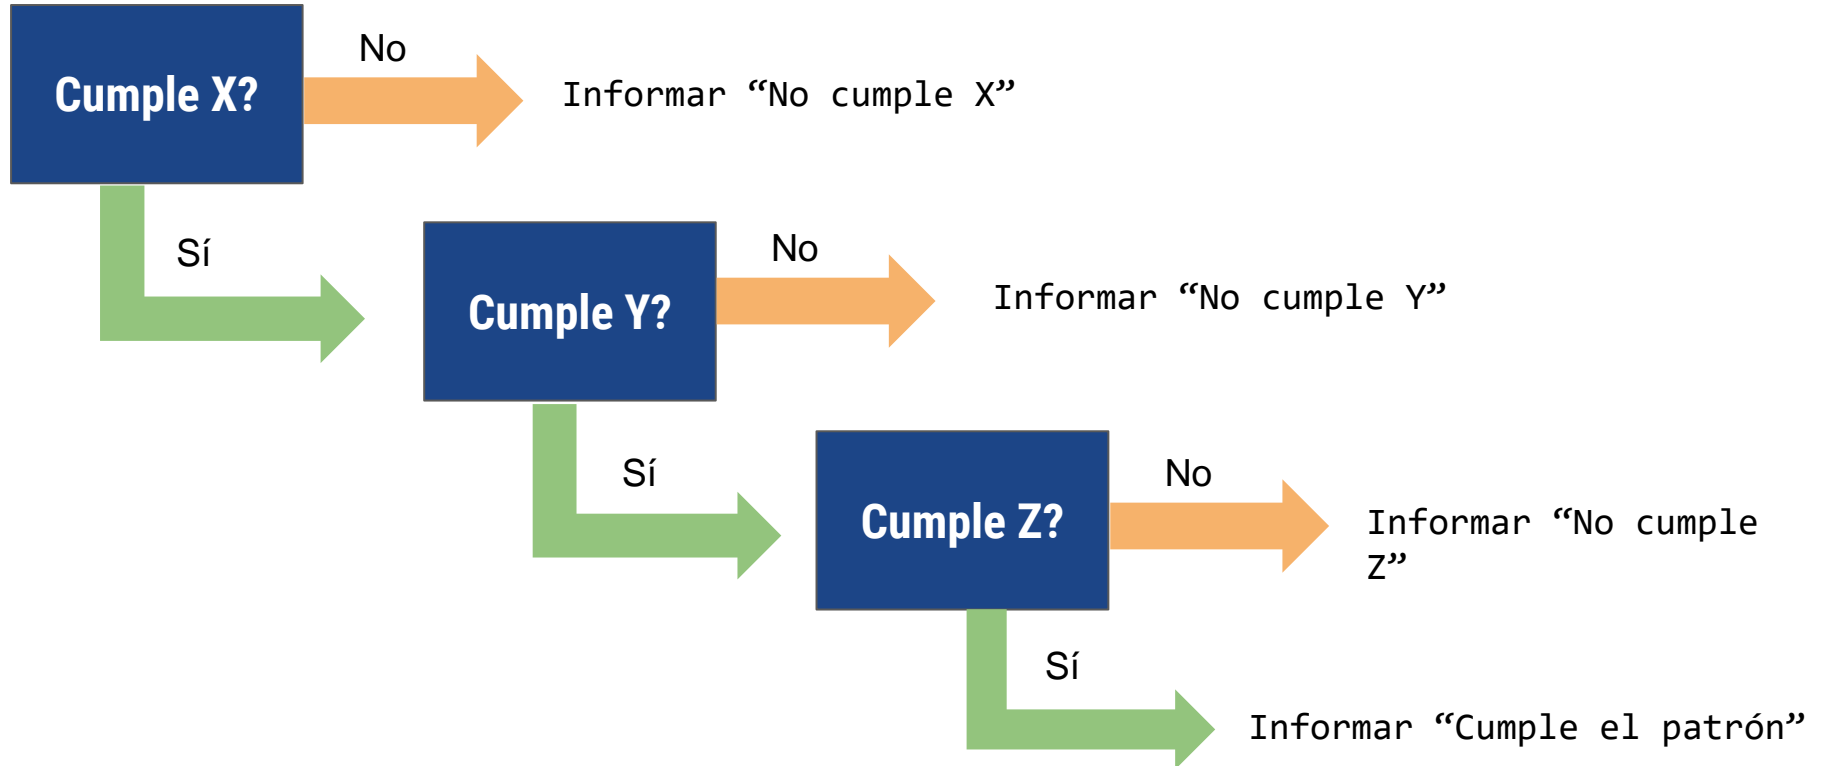 No
Cumple X?
Informar “No cumple X”
Sí
No
Cumple Y?
Informar “No cumple Y”
Sí
No
Cumple Z?
Informar “No cumple
Z”
Sí
Informar “Cumple el patrón”